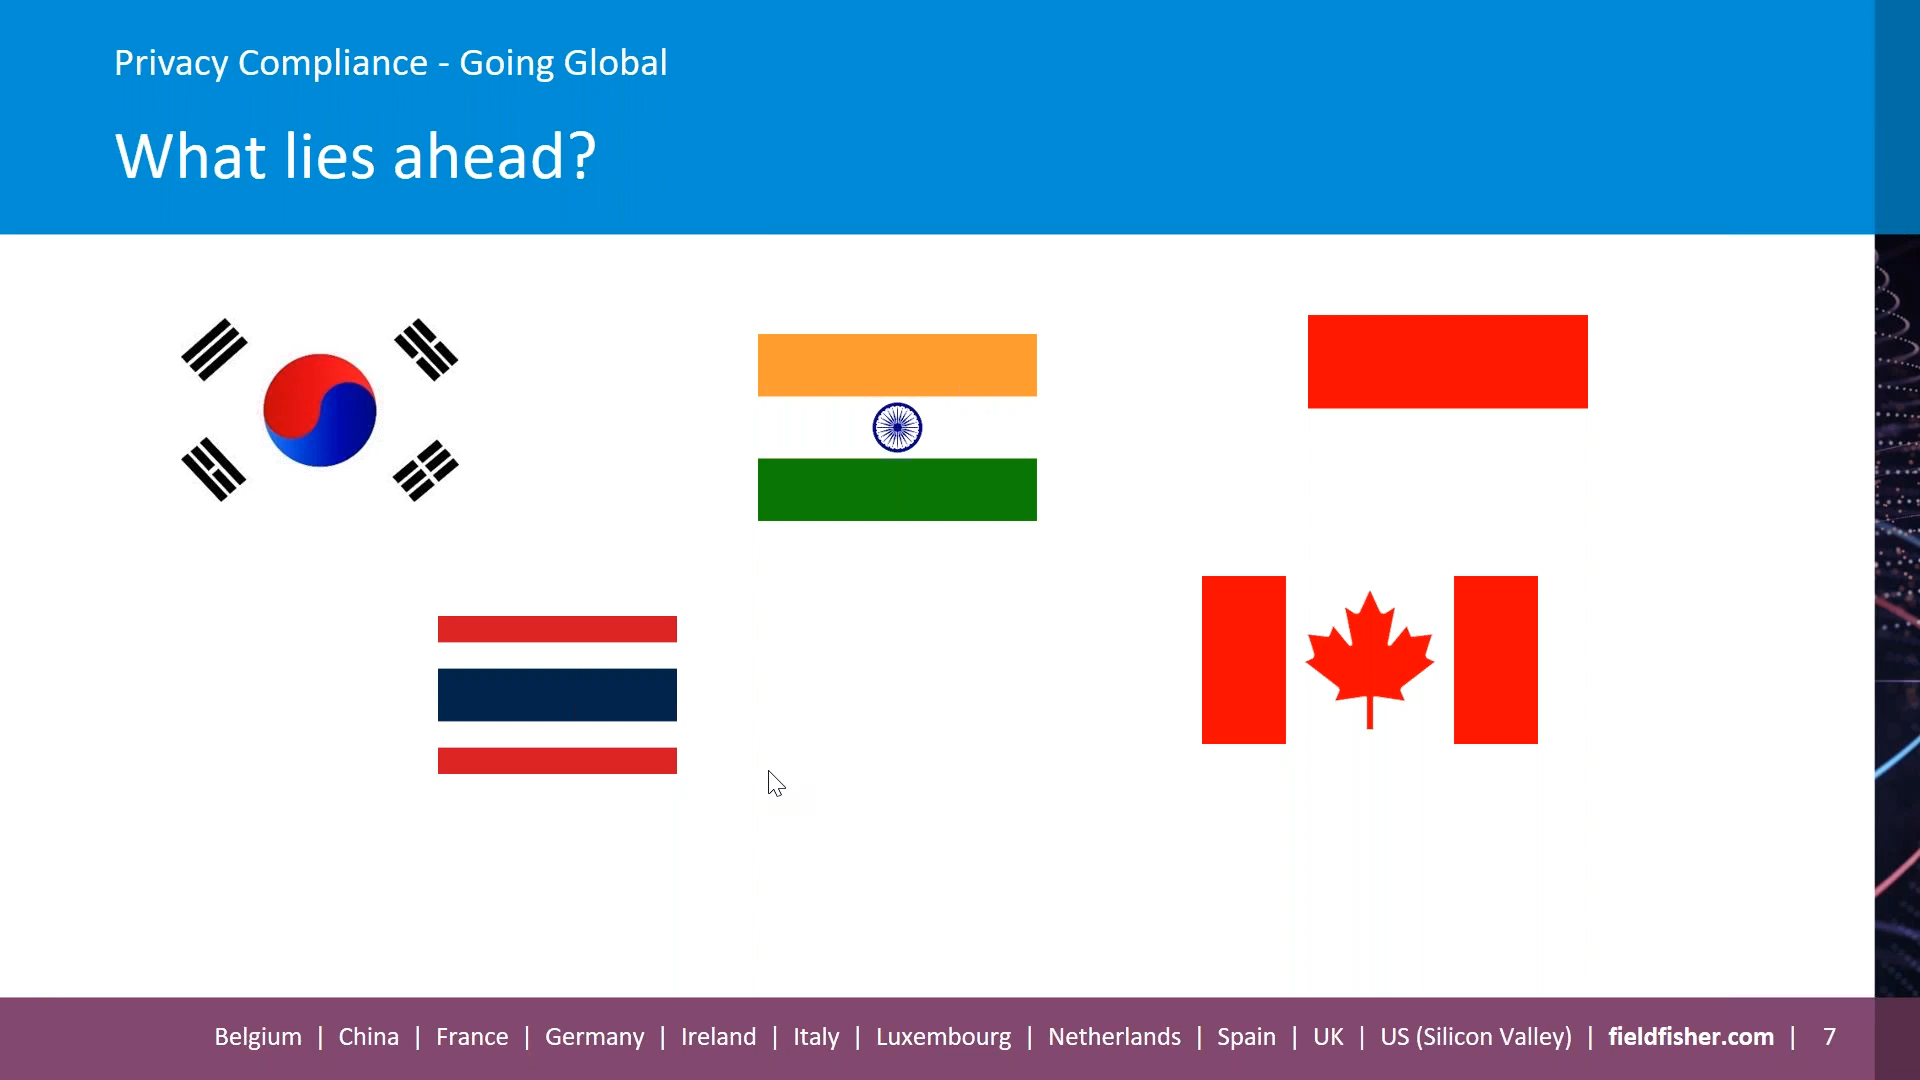 Privacy Compliance - Going Global
What lies ahead?
Belgium | China | France | Germany | Ireland | Italy | Luxembourg | Netherlands | Spain | UK | US (Silicon Valley) | fieldfisher.com | 7